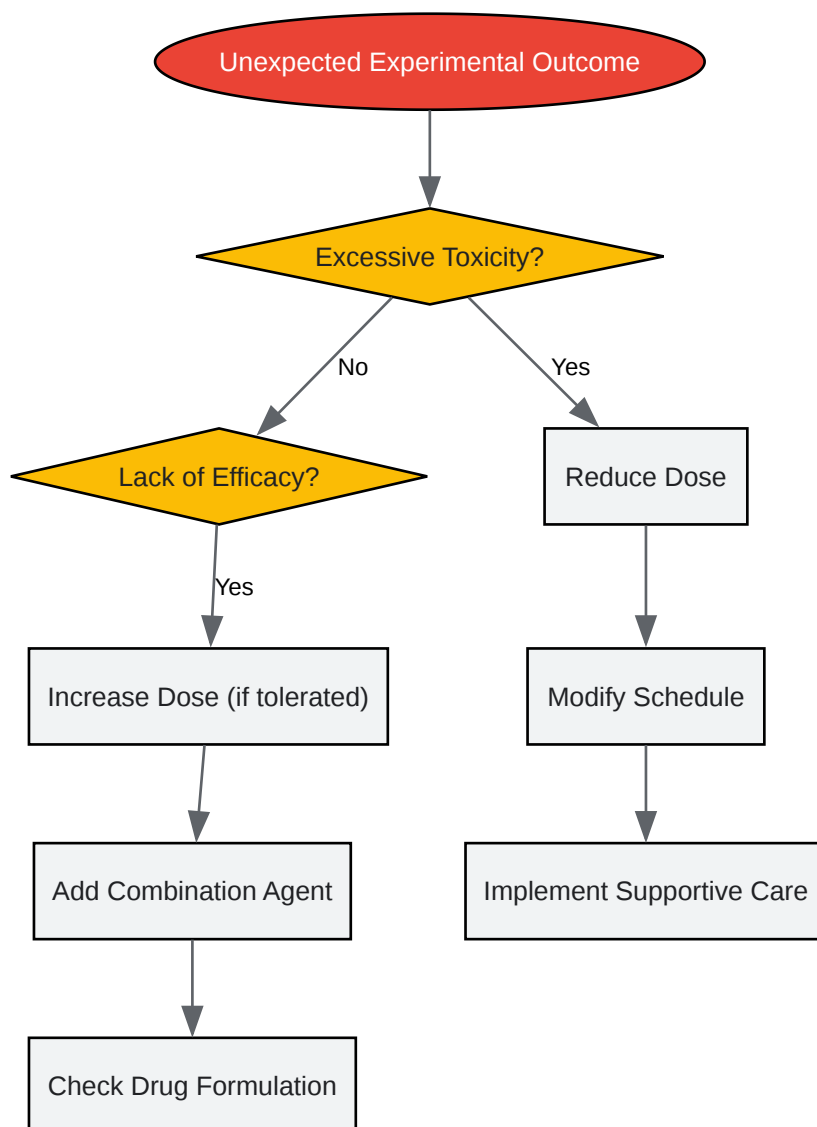 Unexpected Experimental Outcome
Excessive Toxicity?
No
Yes
Lack of Efficacy?
Reduce Dose
Yes
Increase Dose (if tolerated)
Modify Schedule
Add Combination Agent
Implement Supportive Care
Check Drug Formulation